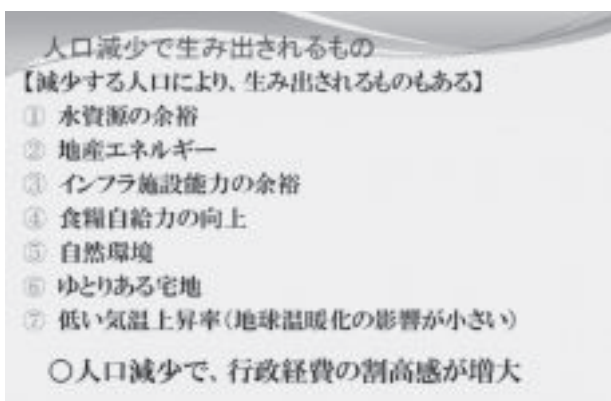 人口減少で生み出されるもの
【減少する人口により、生み出されるものもある】
① 水資源の余裕
② 地産エネルギー
③ インフラ施設能力の余裕
④ 食糧自給力の向上
⑤ 自然環境
⑥ ゆとりある宅地
⑦ 低い気温上昇率(地球温暖化の影響が小さい)
○人口減少で、行政経費の割高感が増大